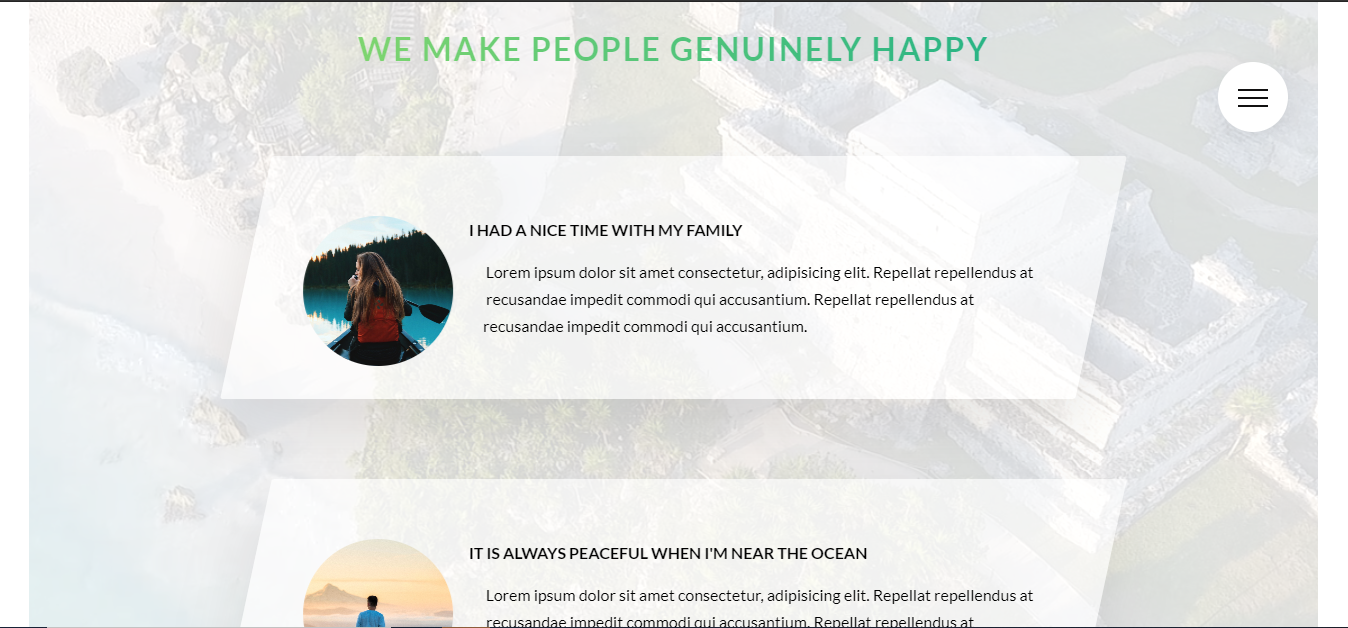 WE MAKE PEOPLE GENUINELY HAPPY
I HAD A NICE TIME WITH MY FAMILY
Lorem ipsum dolor sit amet consectetur, adipisicing elit. Repellat repellendus at
recusandae impedit commodi qui accusantium. Repellat repellendus at
recusandae impedit commodi qui accusantium.
IT IS ALWAYS PEACEFUL WHEN I'M NEAR THE OCEAN
Lorem ipsum dolor sit amet consectetur, adipisicing elit. Repellat repellendus at
recusandae impedit commodi qui accusantium. Repellat repellendus at